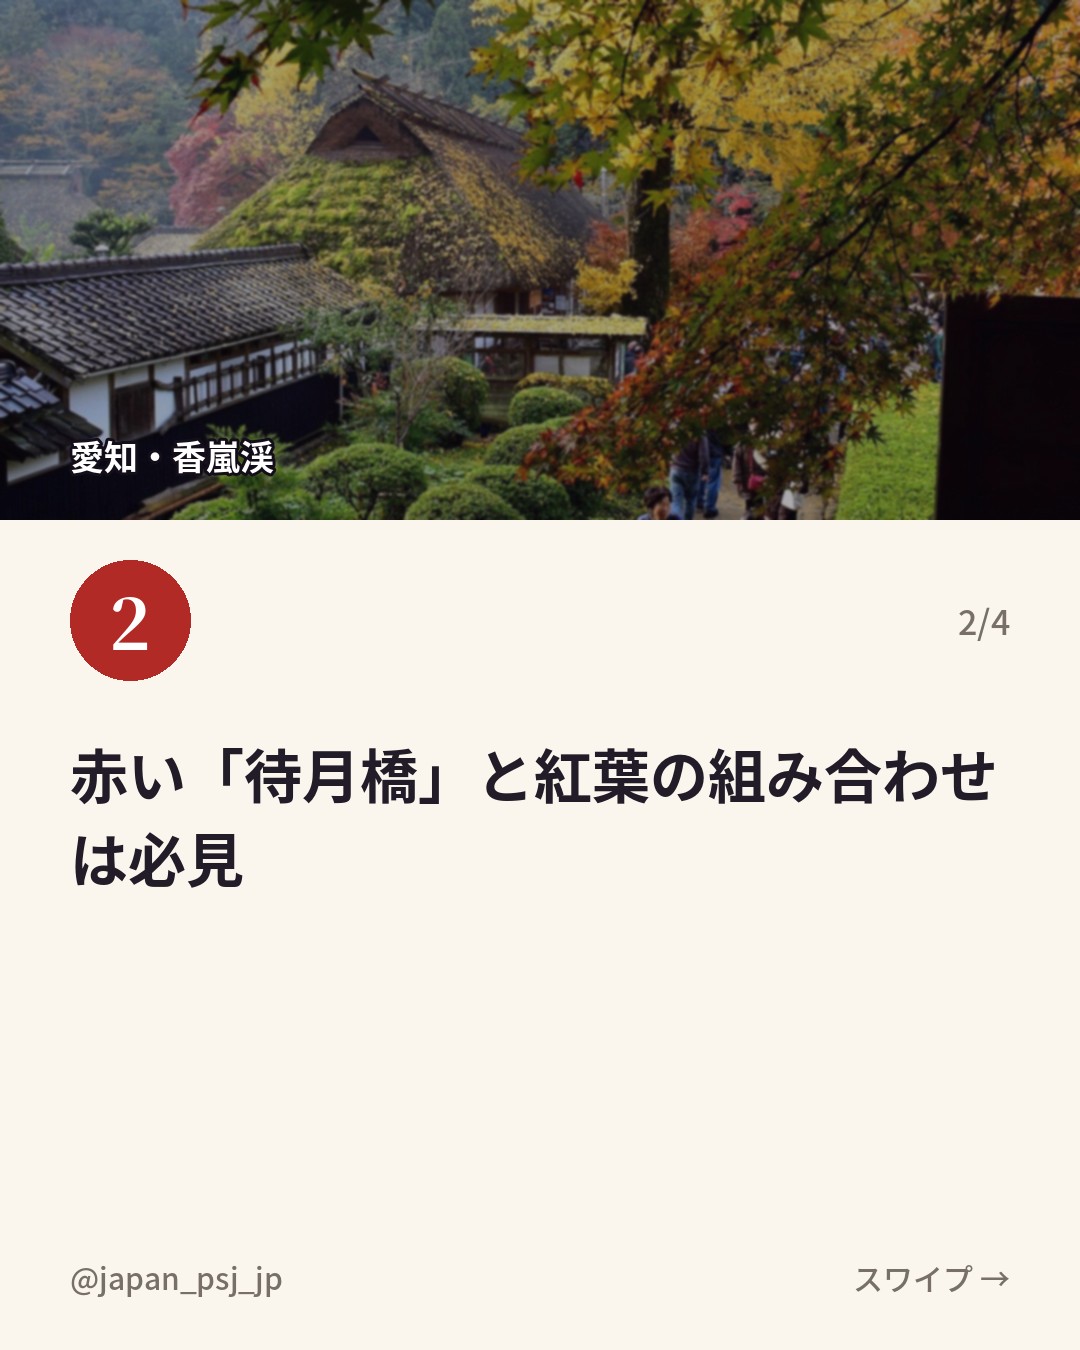 愛知・香嵐渓
2
2/4
赤い「待月橋」と紅葉の組み合わせ
は必見
@japan_psj_jp
スワイプ →